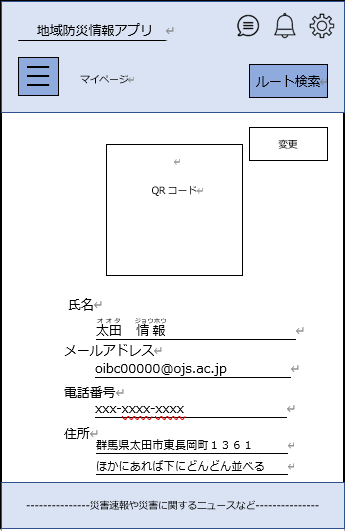 地域防災情報アプリ
マイページ
ルート検索
変更
QRコード
氏名
オオタ ジョウホウ
太田 情報
メールアドレス
oibc00000@ojs.ac.jp
電話番号
xxx-xxxx-xxxx
住所
群馬県太田市東長岡町１３６１
ほかにあれば下にどんどん並べる
---------------災害速報や災害に関するニュースなど---------------